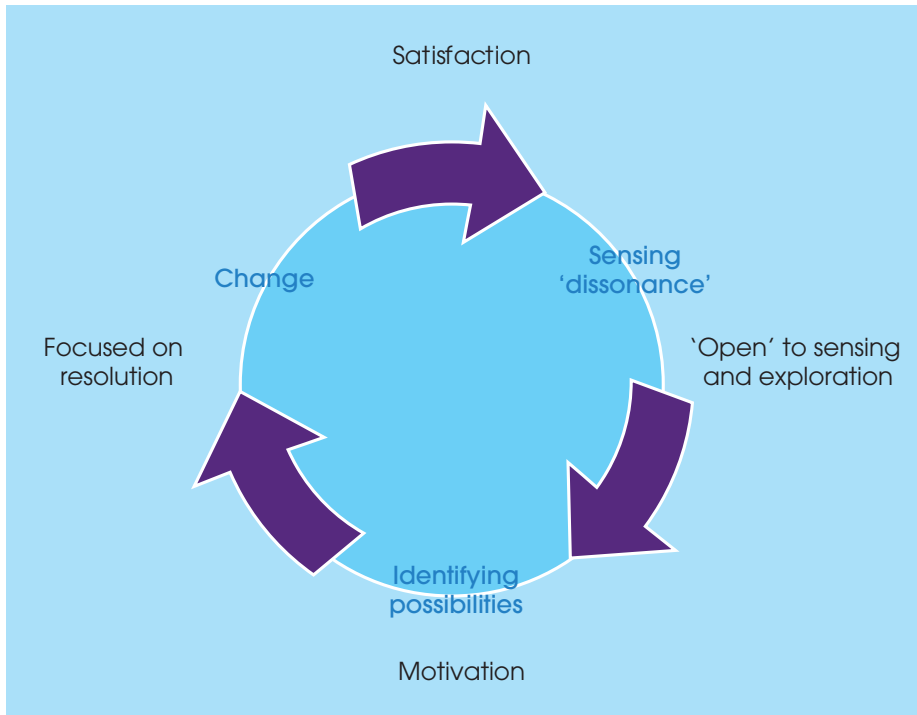 Satisfaction
Sensing
‘dissonance’
Change
Focused on
resolution
‘Open’ to sensing
and exploration
Identifying
possibilities
Motivation